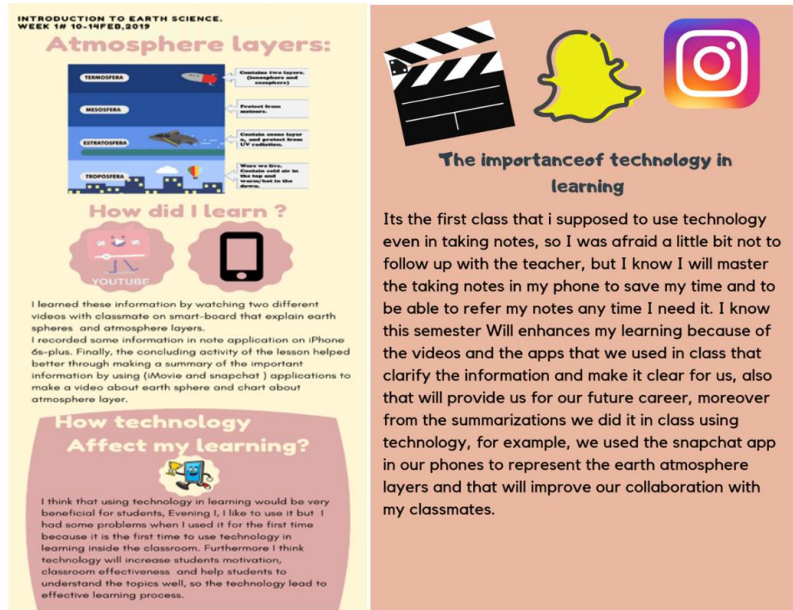 INTRODUCTION TO EARTH SCIENCE.
WEEK 1# 10-14FEB,2019
Atmosphere layers:
TERMOSFERA
Contains two layers.
(ionosphere and
exosphere)
MESOSFERA
Protect from
meteors.
ESTRATOSFERA
Contain ozone layer
, and protect from
UV radiation.
TROPOSFERA
Were we live.
Contain cold air in
the top and
warm/hot in the
down.
How did I learn ?
YOUTUBE
I learned these information by watching two different
videos with classmate on smart-board that explain earth
spheres and atmosphere layers.
I recorded some information in note application on iPhone
6s-plus. Finally, the concluding activity of the lesson helped
better through making a summary of the important
information by using (iMovie and snapchat ) applications to
make a video about earth sphere and chart about
atmosphere layer.
How technology
Affect my learning?
I think that using technology in learning would be very
beneficial for students, Evening I, I like to use it but I
had some problems when I used it for the first time
because it is the first time to use technology in
learning inside the classroom. Furthermore I think
technology will increase students motivation,
classroom effectiveness and help students to
understand the topics well, so the technology lead to
effective learning process.
The importanceof technology in
learning
Its the first class that i supposed to use technology
even in taking notes, so I was afraid a little bit not to
follow up with the teacher, but I know I will master
the taking notes in my phone to save my time and to
be able to refer my notes any time I need it. I know
this semester Will enhances my learning because of
the videos and the apps that we used in class that
clarify the information and make it clear for us, also
that will provide us for our future career, moreover
from the summarizations we did it in class using
technology, for example, we used the snapchat app
in our phones to represent the earth atmosphere
layers and that will improve our collaboration with
my classmates.